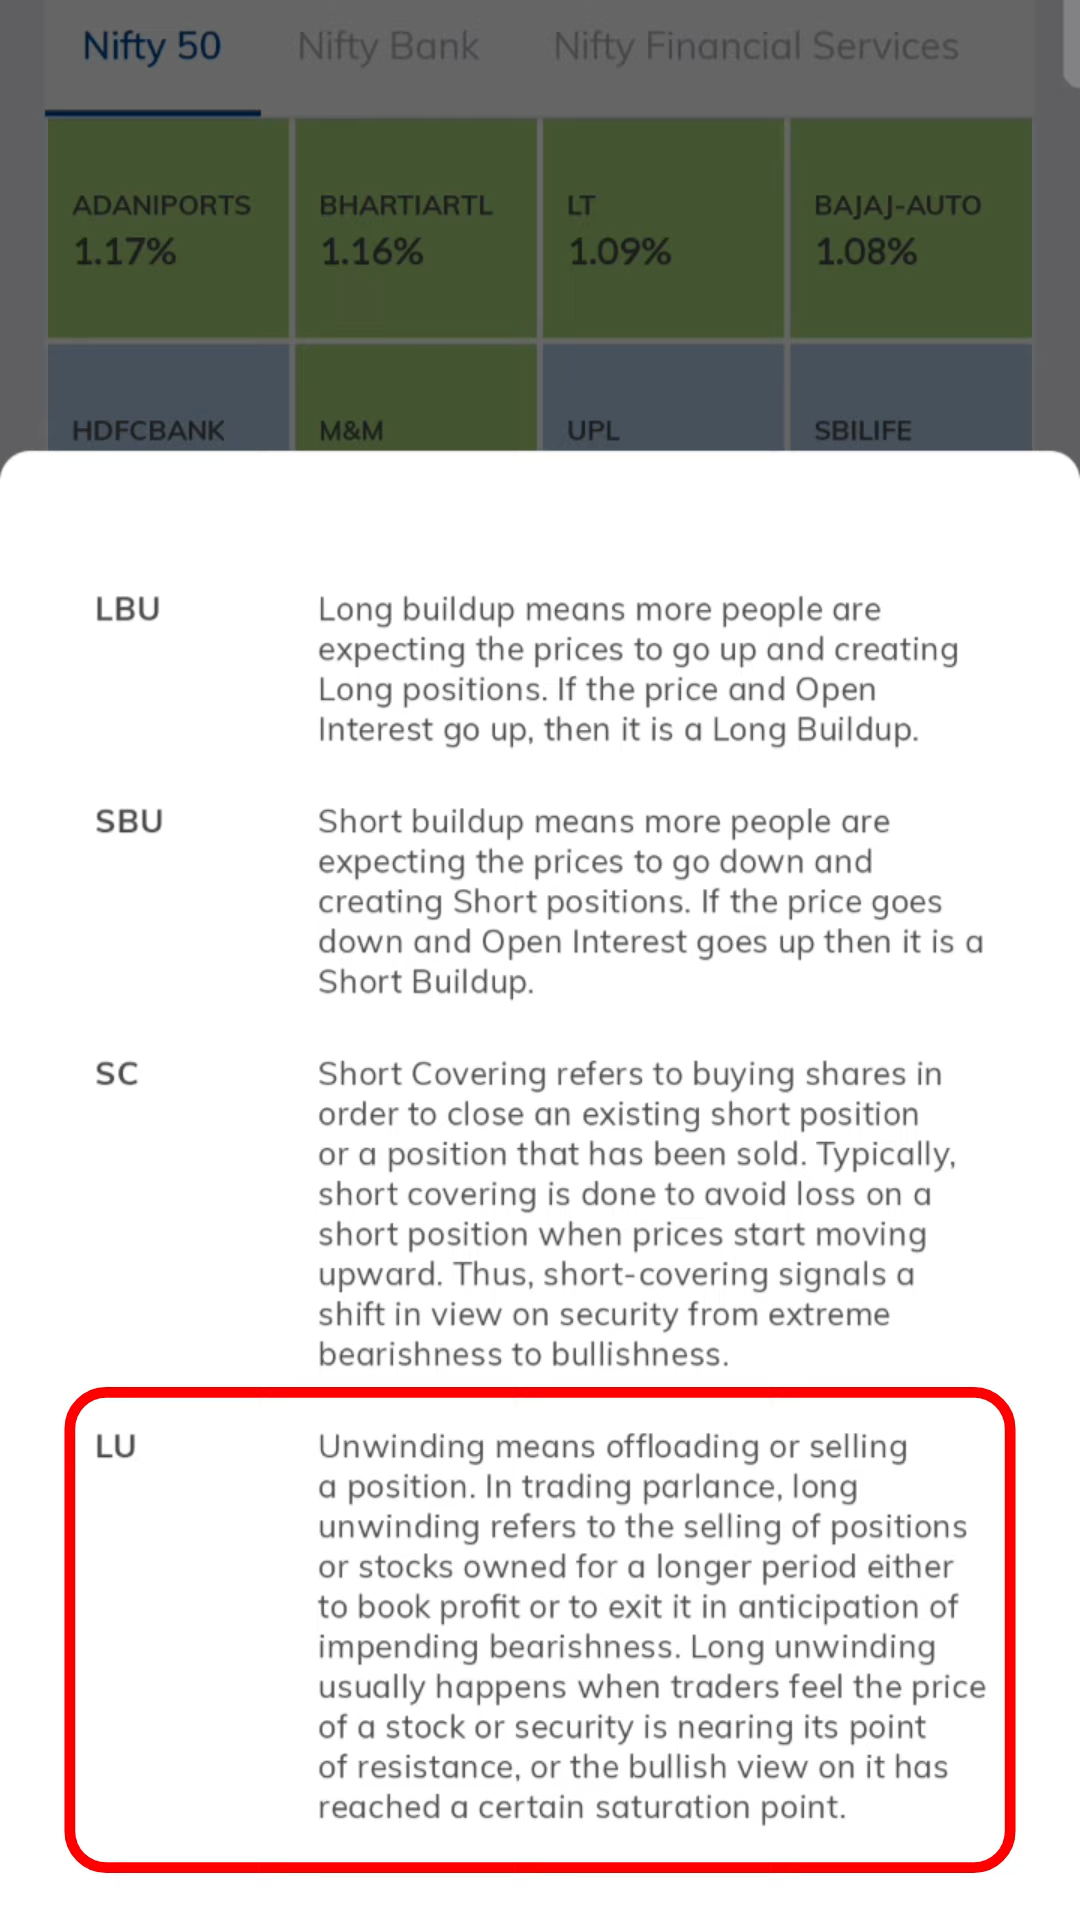 Nifty 50 Nifty Bank Nifty Financial Services
ADANIPORTS BHARTIARTL LT BAJAJ-AUTO
1.17% 1.16% 1.09% 1.08%
HDFCBANK M&M UPL SBILIFE
LBU Long buildup means more people are
expecting the prices to go up and creating
Long positions. If the price and Open
Interest go up, then it is a Long Buildup.
SBU Short buildup means more people are
expecting the prices to go down and
creating Short positions. If the price goes
down and Open Interest goes up then it is a
Short Buildup.
SC Short Covering refers to buying shares in
order to close an existing short position
or a position that has been sold. Typically,
short covering is done to avoid loss on a
short position when prices start moving
upward. Thus, short-covering signals a
shift in view on security from extreme
bearishness to bullishness.
LU Unwinding means offloading or selling
a position. In trading parlance, long
unwinding refers to the selling of positions
or stocks owned for a longer period either
to book profit or to exit it in anticipation of
impending bearishness. Long unwinding
usually happens when traders feel the price
of a stock or security is nearing its point
of resistance, or the bullish view on it has
reached a certain saturation point.